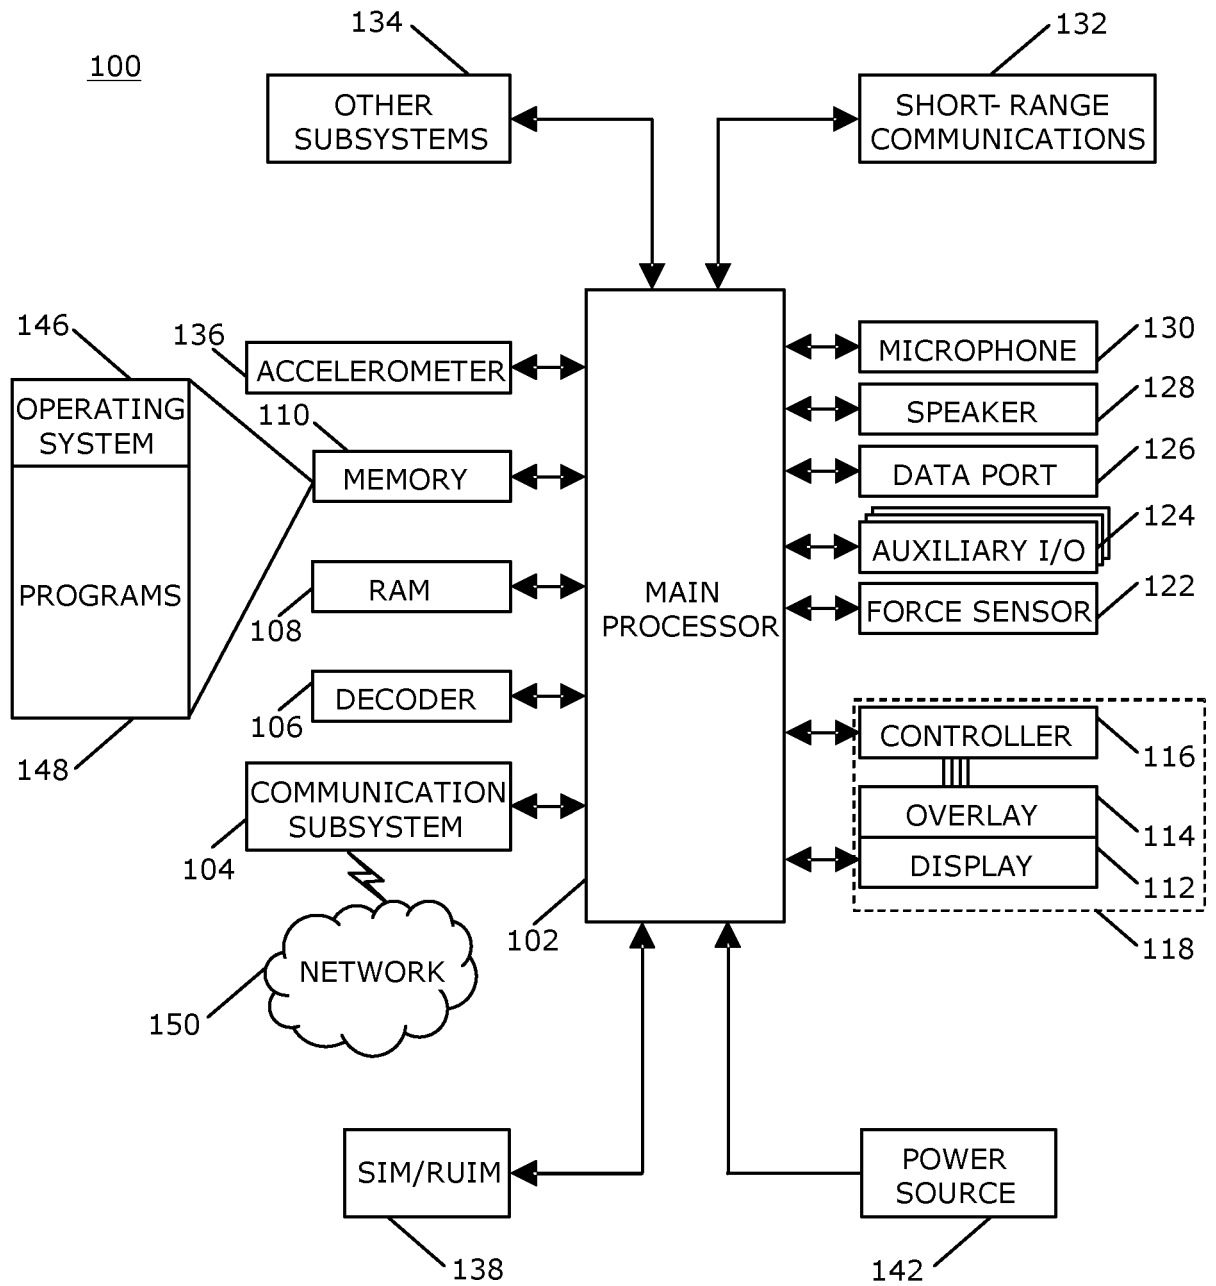 134
132
100
OTHER
SUBSYSTEMS
SHORT-RANGE
COMMUNICATIONS
146
136
ACCELEROMETER
MICROPHONE
130
110
OPERATING
SYSTEM
SPEAKER
128
MEMORY
DATA PORT
126
AUXILIARY I/O
124
PROGRAMS
RAM
MAIN
PROCESSOR
FORCE SENSOR
122
108
DECODER
106
CONTROLLER
116
148
COMMUNICATION
SUBSYSTEM
OVERLAY
114
104
DISPLAY
112
102
118
NETWORK
150
SIM/RUIM
POWER
SOURCE
138
142